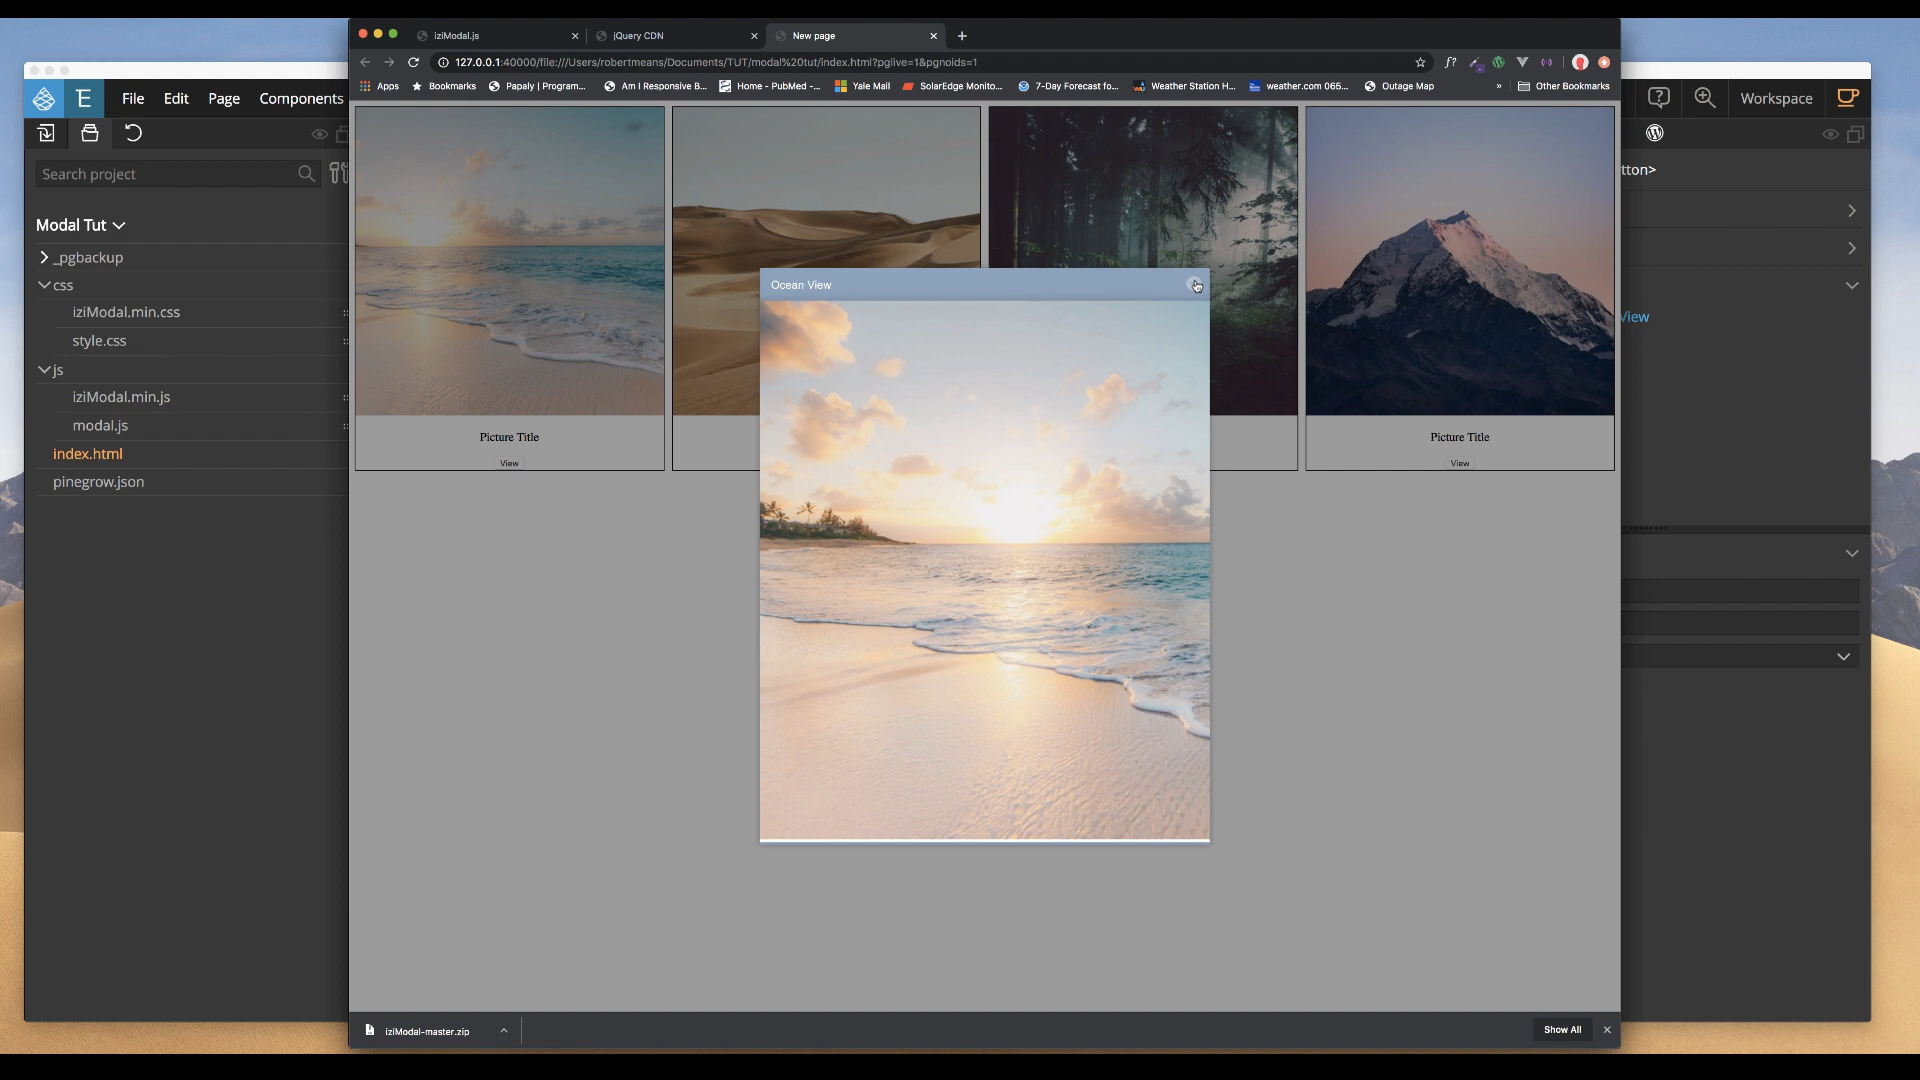 iziModal.js
jQuery CDN
New page
127.0.0.1:40000/file:///Users/robertmeans/Documents/TUT/modal%20tut/index.html?pglive=1&pgnoids=1
Apps
Bookmarks
Papaly | Program...
Am I Responsive B...
Home - PubMed -...
Yale Mail
SolarEdge Monito...
7-Day Forecast fo...
Weather Station H...
weather.com 065...
Outage Map
»
Other Bookmarks
File Edit Page Components
Workspace
Search project
tton>
Modal Tut
_pgbackup
css
iziModal.min.css
style.css
js
iziModal.min.js
modal.js
index.html
pinegrow.json
View
Ocean View
Picture Title
View
Picture Title
View
iziModal-master.zip
Show All